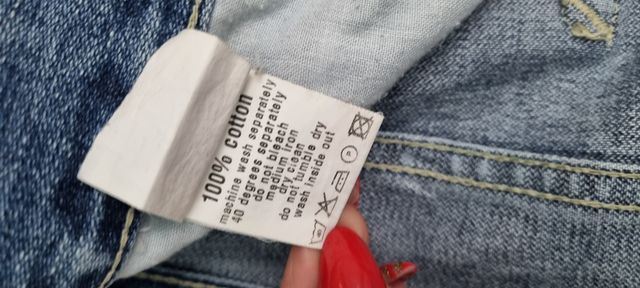 100% cotton
machine wash separately
40 degrees separately
do not bleach
medium iron
dry clean
do not tumble dry
wash inside out